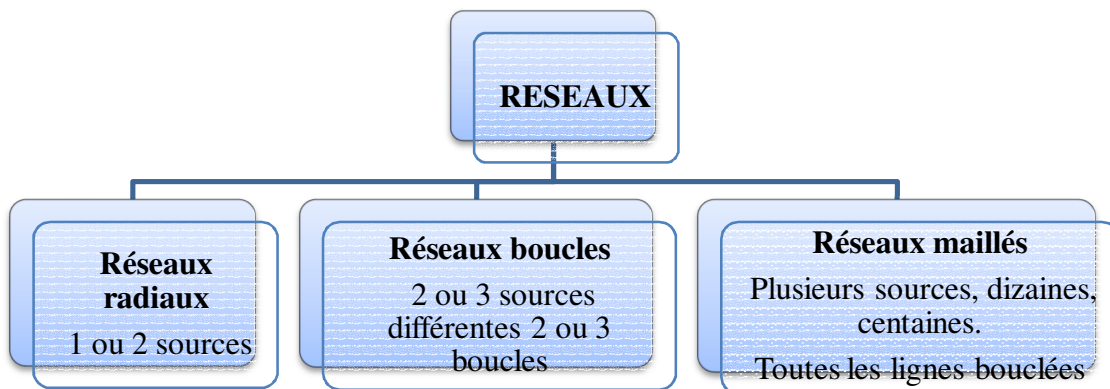 RESEAUX
Réseaux
radiaux
1 ou 2 sources
Réseaux boucles
2 ou 3 sources
différentes 2 ou 3
boucles
Réseaux maillés
Plusieurs sources, dizaines,
centaines.
Toutes les lignes bouclées